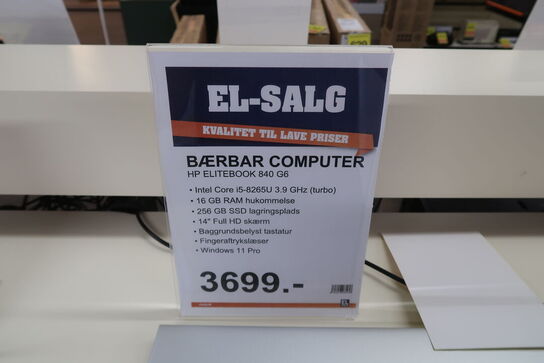 EL-SALG
KVALITET TIL LAVE PRISER
BÆRBAR COMPUTER
HP ELITEBOOK 840 G6
• Intel Core i5-8265U 3.9 GHz (turbo)
• 16 GB RAM hukommelse
• 256 GB SSD lagringsplads
• 14" Full HD skærm
• Baggrundsbelyst tastatur
• Fingeraftrykslæser
• Windows 11 Pro
3699.-
EL